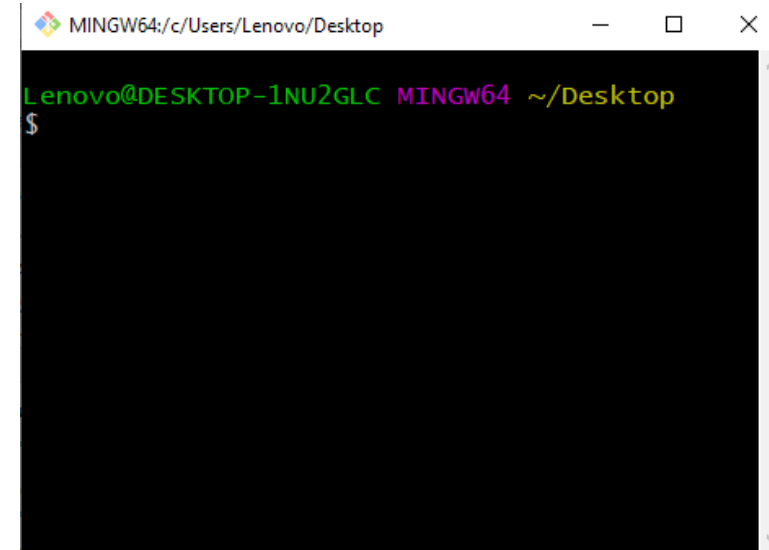 MINGW64:/c/Users/Lenovo/Desktop
Lenovo@DESKTOP-1NU2GLC MINGW64 ~/Desktop
$